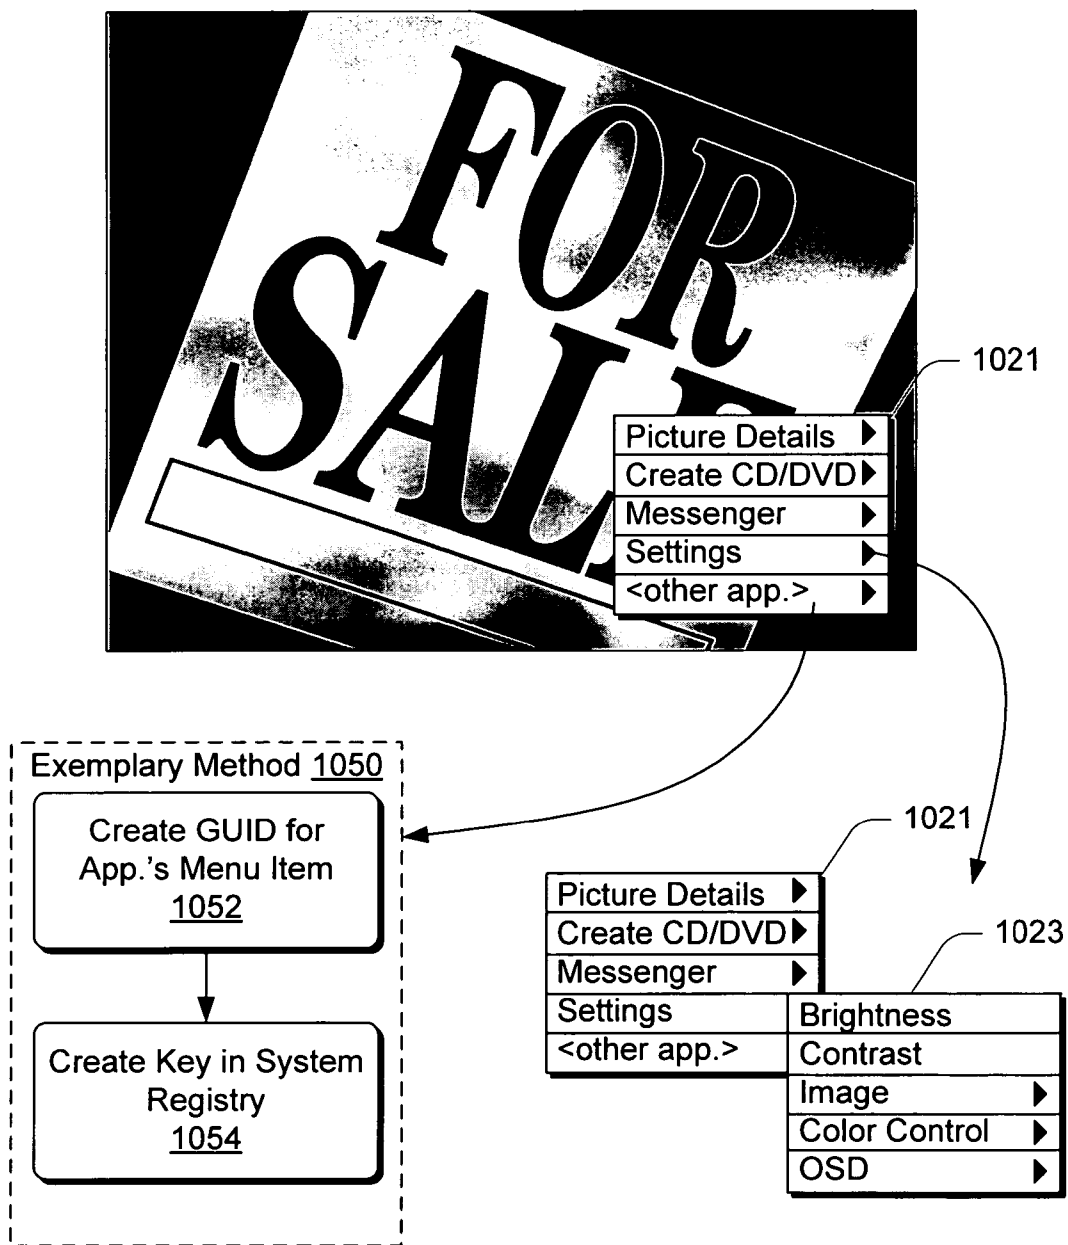 FOR
SALE
1021
Picture Details
Create CD/DVD
Messenger
Settings
<other app.>
Exemplary Method 1050
Create GUID for
App.'s Menu Item
1052
Create Key in System
Registry
1054
1021
Picture Details
Create CD/DVD
Messenger
Settings
<other app.>
1023
Brightness
Contrast
Image
Color Control
OSD